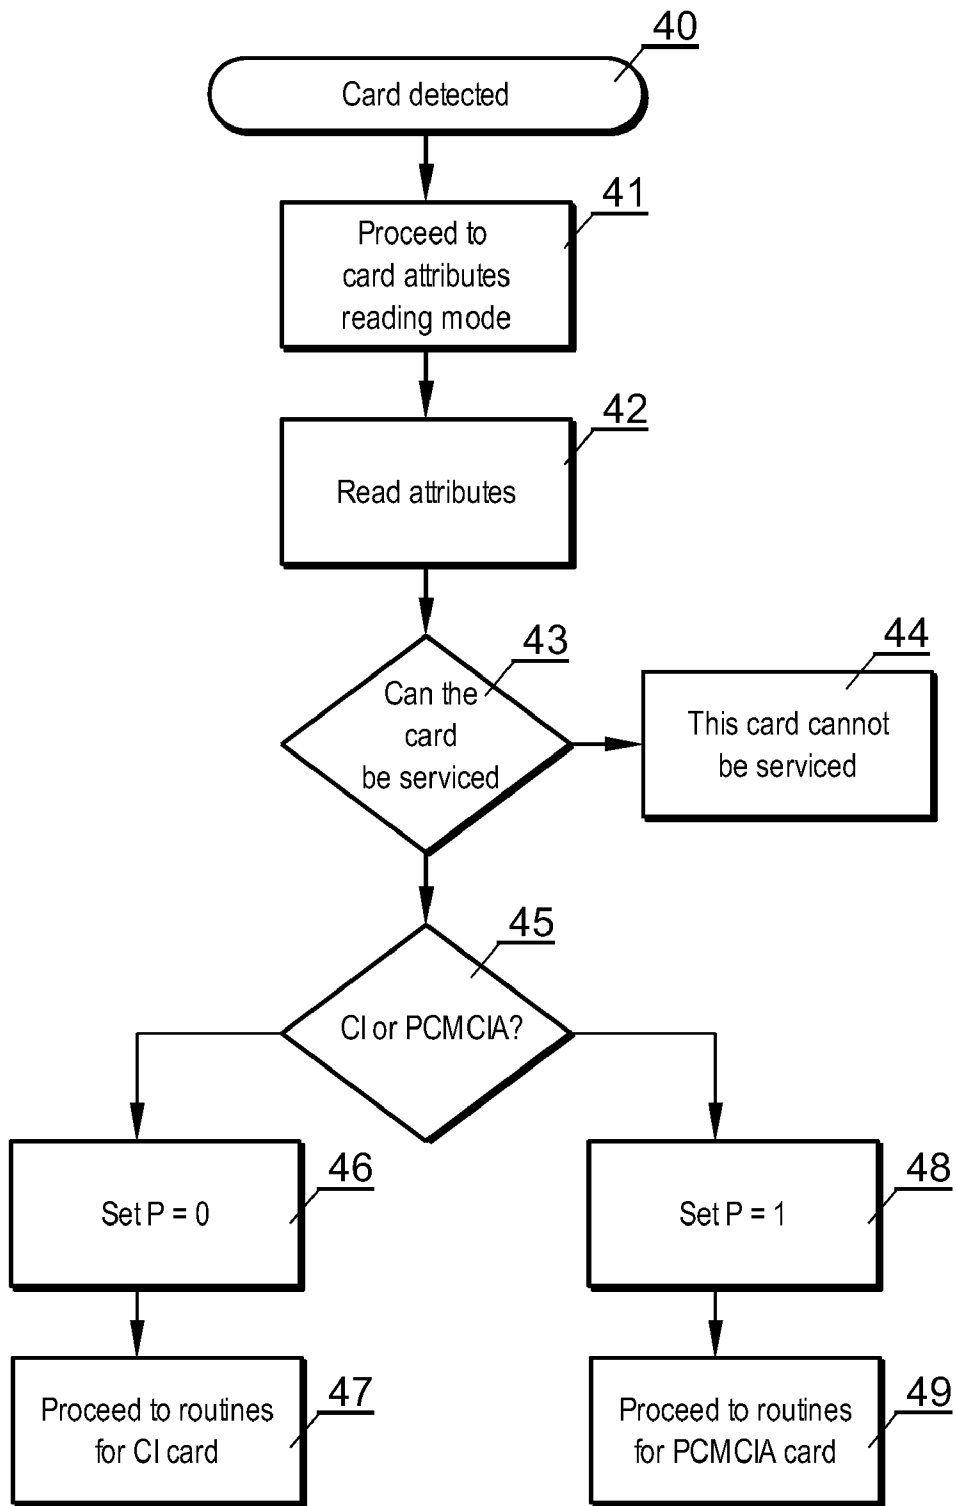 40
Card detected
41
Proceed to
card attributes
reading mode
42
Read attributes
43
Can the
card
be serviced
44
This card cannot
be serviced
45
CI or PCMCIA?
46
Set P = 0
48
Set P = 1
47
Proceed to routines
for CI card
49
Proceed to routines
for PCMCIA card